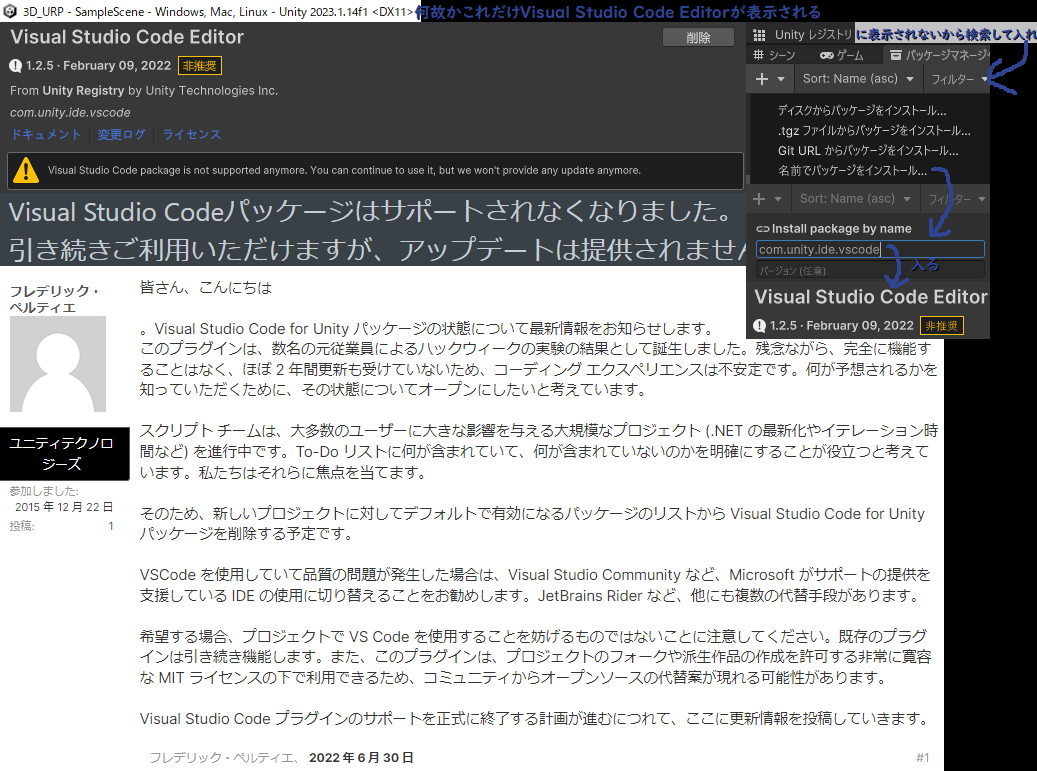 3D_URP - SampleScene - Windows, Mac, Linux - Unity 2023.1.14f1 <DX11>
何故かこれだけVisual Studio Code Editorが表示される
Visual Studio Code Editor
削除
1.2.5 · February 09, 2022 非推奨
From Unity Registry by Unity Technologies Inc.
com.unity.ide.vscode
ドキュメント 変更ログ ライセンス
Visual Studio Code package is not supported anymore. You can continue to use it, but we won't provide any update anymore.
Visual Studio Codeパッケージはサポートされなくなりました。
引き続きご利用いただけますが、アップデートは提供されません
Unity レジストリ
に表示されないから検索して入れ
シーン ゲーム パッケージマネージ
Sort: Name (asc) フィルター
ディスクからパッケージをインストール...
.tgz ファイルからパッケージをインストール...
Git URL からパッケージをインストール...
名前でパッケージをインストール...
Sort: Name (asc) フィルター
Install package by name
com.unity.ide.vscode
バージョン (任意)
入る
Visual Studio Code Editor
1.2.5 · February 09, 2022 非推奨
フレデリック・
ペルティエ
ユニティテクノロ
ジーズ
参加しました:
2015 年 12 月 22 日
投稿: 1
皆さん、こんにちは
。Visual Studio Code for Unity パッケージの状態について最新情報をお知らせします。
このプラグインは、数名の元従業員によるハックウィークの実験の結果として誕生しました。残念ながら、完全に機能す
ることはなく、ほぼ 2 年間更新も受けていないため、コーディング エクスペリエンスは不安定です。何が予想されるかを
知っていただくために、その状態についてオープンにしたいと考えています。
スクリプト チームは、大多数のユーザーに大きな影響を与える大規模なプロジェクト (.NET の最新化やイテレーション時
間など) を進行中です。To-Do リストに何が含まれていて、何が含まれていないのかを明確にすることが役立つと考えて
います。私たちはそれらに焦点を当てます。
そのため、新しいプロジェクトに対してデフォルトで有効になるパッケージのリストから Visual Studio Code for Unity
パッケージを削除する予定です。
VSCode を使用していて品質の問題が発生した場合は、Visual Studio Community など、Microsoft がサポートの提供を
支援している IDE の使用に切り替えることをお勧めします。JetBrains Rider など、他にも複数の代替手段があります。
希望する場合、プロジェクトで VS Code を使用することを妨げるものではないことに注意してください。既存のプラグ
インは引き続き機能します。また、このプラグインは、プロジェクトのフォークや派生作品の作成を許可する非常に寛容
な MIT ライセンスの下で利用できるため、コミュニティからオープンソースの代替案が現れる可能性があります。
Visual Studio Code プラグインのサポートを正式に終了する計画が進むにつれて、ここに更新情報を投稿していきます。
フレデリック・ペルティエ、 2022 年 6 月 30 日
#1